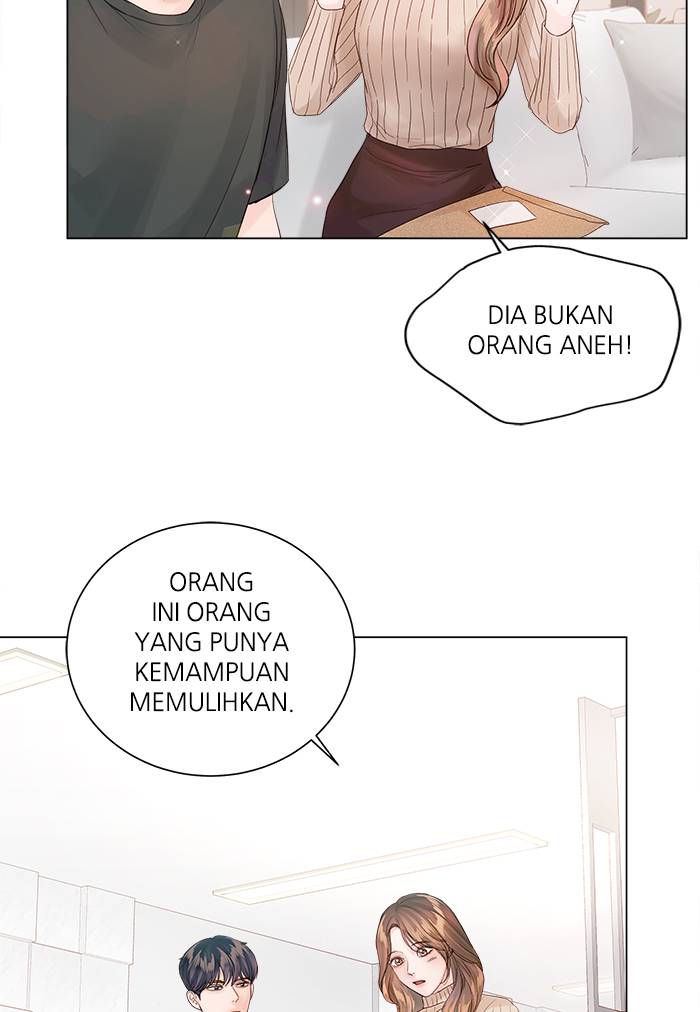 DIA BUKAN
ORANG ANEH!
ORANG
INI ORANG
YANG PUNYA
KEMAMPUAN
MEMULIHKAN.